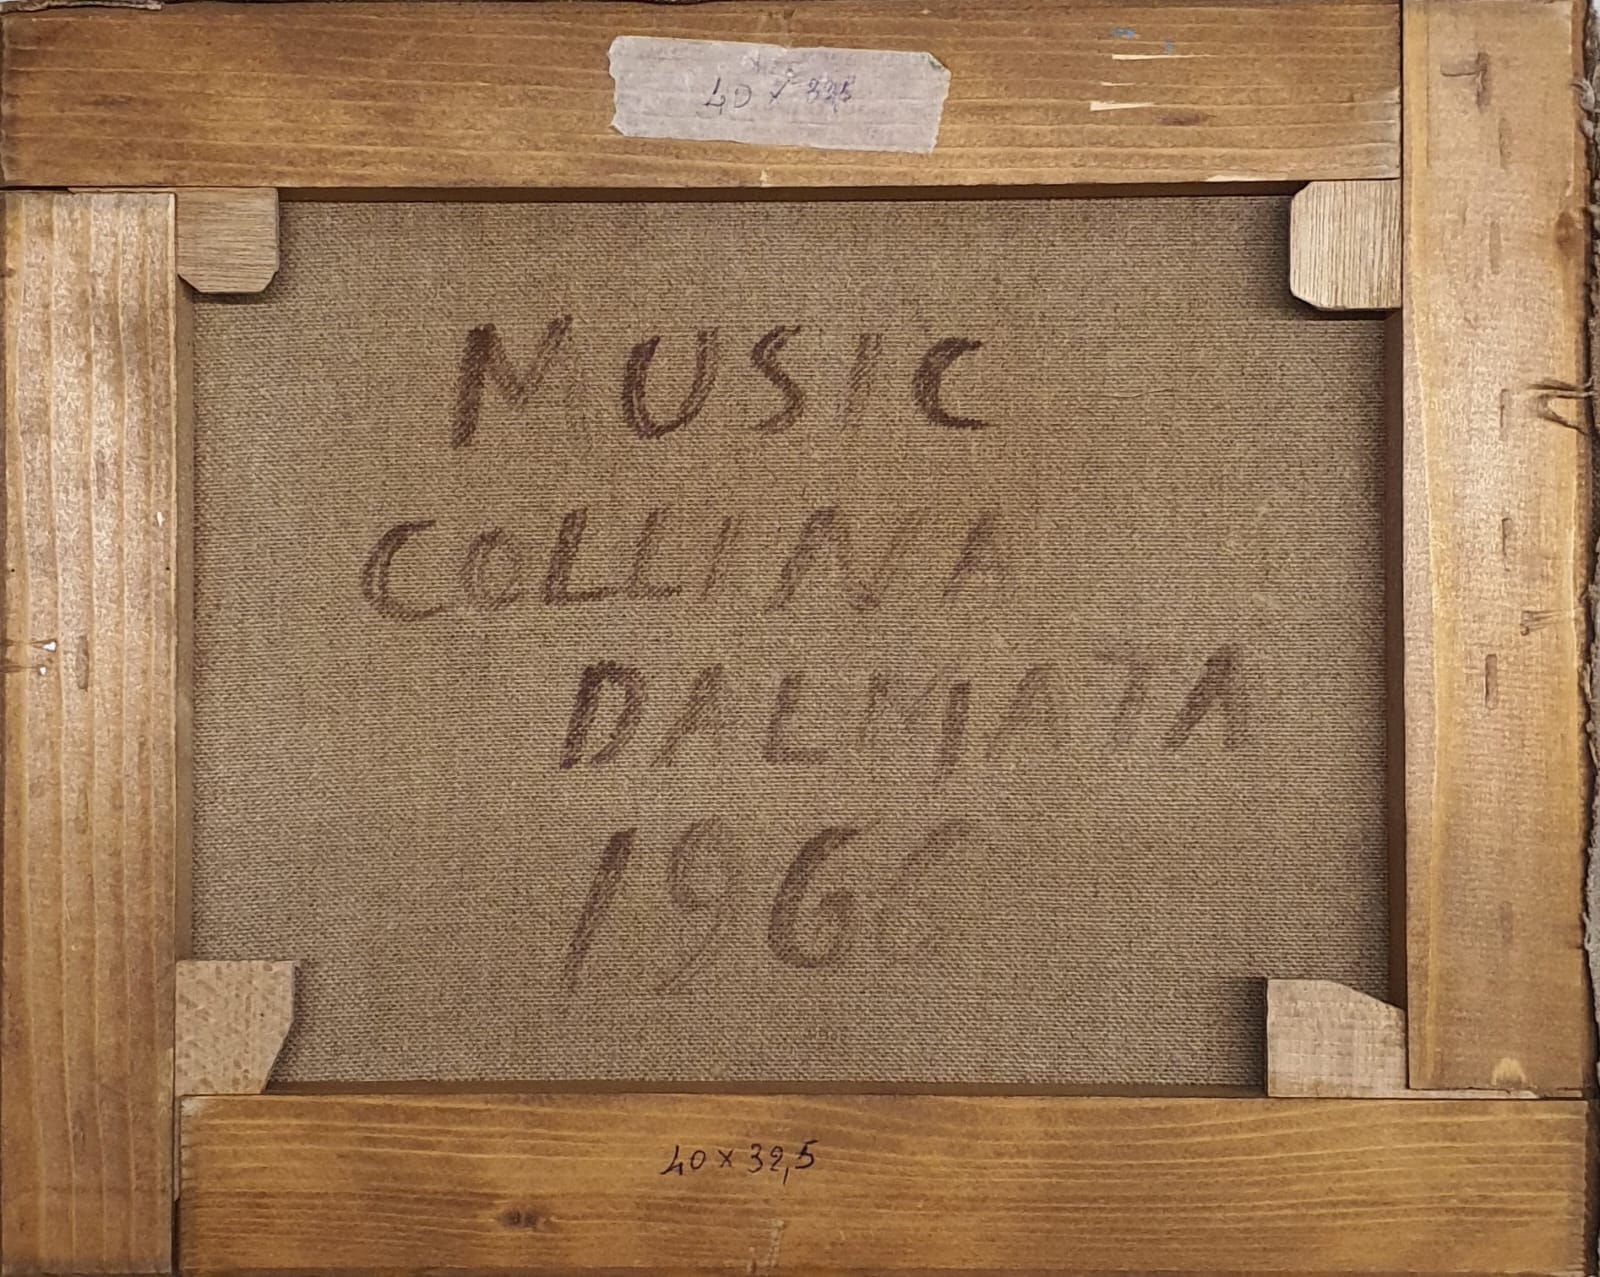 40 x 32,5
MUSIC
COLLINA
DALMATA
1966
40 x 32,5